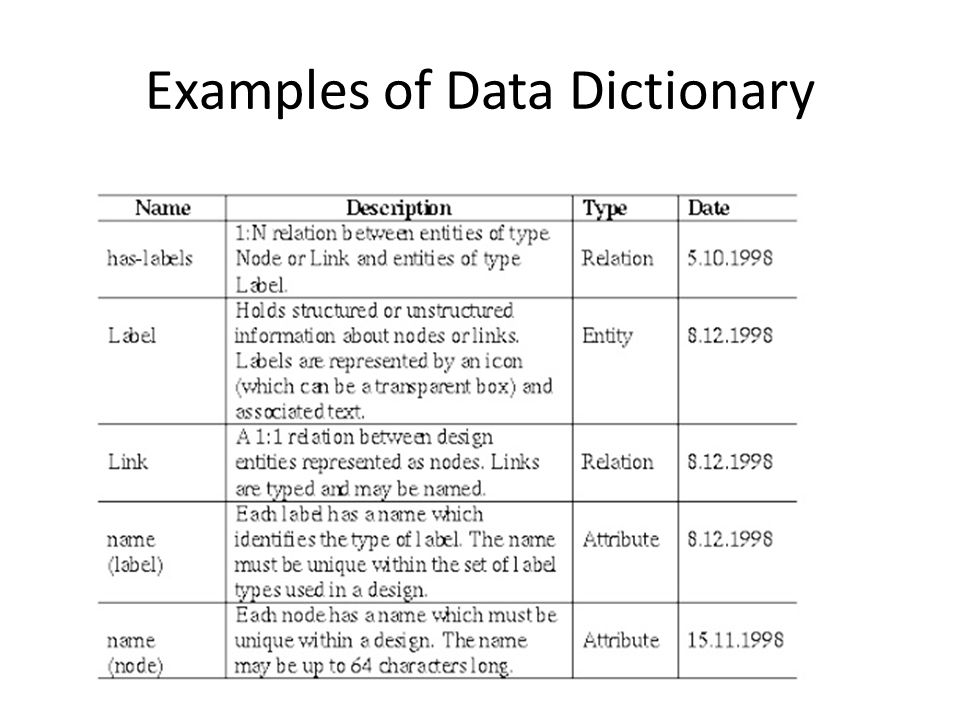 Examples of Data Dictionary
Name Description Type Date
has-labels 1:N relation between entities of type Node or Link and entities of type Label. Relation 5.10.1998
Label Holds structured or unstructured information about nodes or links. Labels are represented by an icon (which can be a transparent box) and associated text. Entity 8.12.1998
Link A 1:1 relation between design entities represented as nodes. Links are typed and may be named. Relation 8.12.1998
name (label) Each label has a name which identifies the type of label. The name must be unique within the set of label types used in a design. Attribute 8.12.1998
name (node) Each node has a name which must be unique within a design. The name may be up to 64 characters long. Attribute 15.11.1998